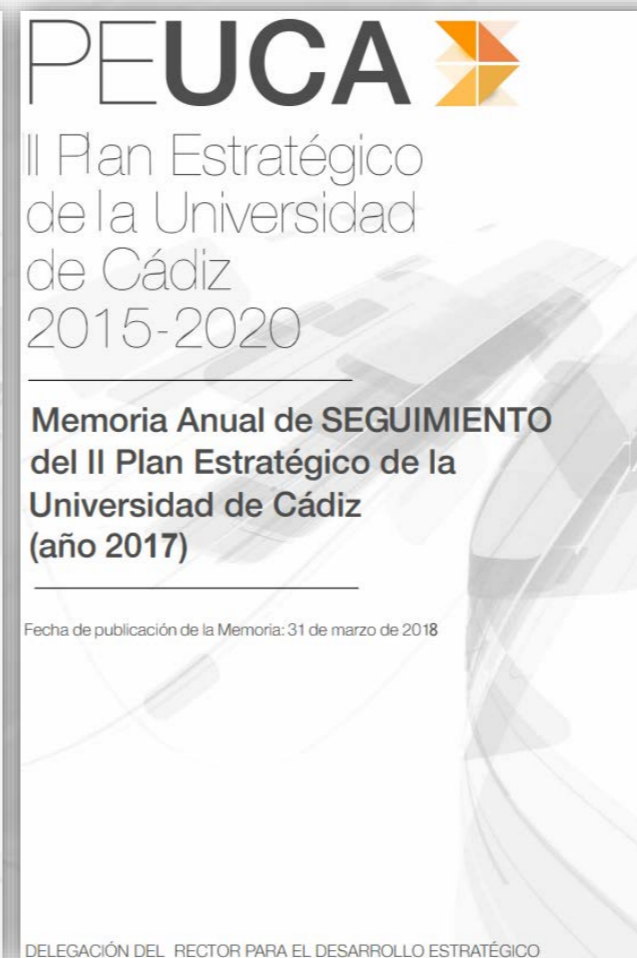 PEUCA
II Plan Estratégico
de la Universidad
de Cádiz
2015-2020
Memoria Anual de SEGUIMIENTO
del II Plan Estratégico de la
Universidad de Cádiz
(año 2017)
Fecha de publicación de la Memoria: 31 de marzo de 2018
DELEGACIÓN DEL RECTOR PARA EL DESARROLLO ESTRATÉGICO